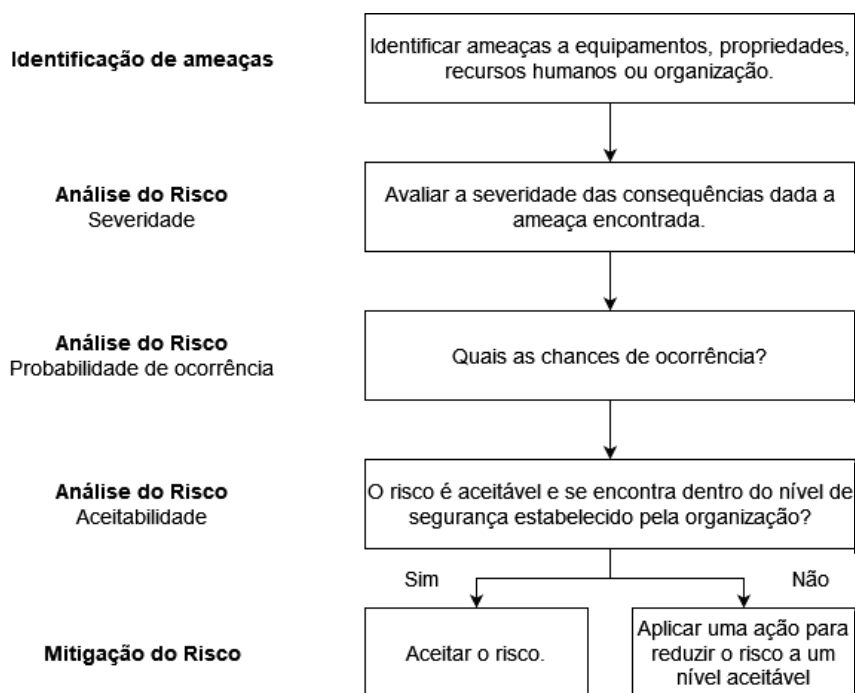 Identificação de ameaças
Identificar ameaças a equipamentos, propriedades,
recursos humanos ou organização.
Análise do Risco
Severidade
Avaliar a severidade das consequências dada a
ameaça encontrada.
Análise do Risco
Probabilidade de ocorrência
Quais as chances de ocorrência?
Análise do Risco
Aceitabilidade
O risco é aceitável e se encontra dentro do nível de
segurança estabelecido pela organização?
Sim
Não
Mitigação do Risco
Aceitar o risco.
Aplicar uma ação para
reduzir o risco a um
nível aceitável